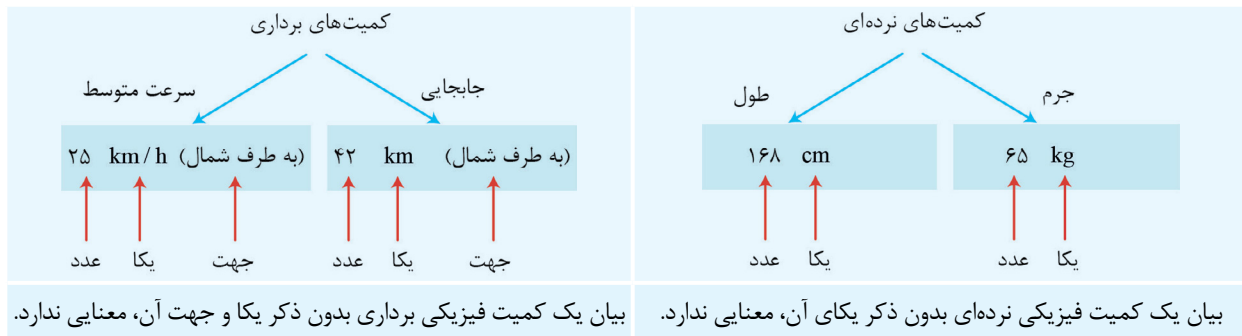 کمیت‌های نرده‌ای
جرم
طول
۶۵ kg
۱۶۸ cm
عدد یکا
عدد یکا
بیان یک کمیت فیزیکی نرده‌ای بدون ذکر یکای آن، معنایی ندارد.
کمیت‌های برداری
جابجایی
سرعت متوسط
۴۲ km (به طرف شمال)
۲۵ km/h (به طرف شمال)
عدد یکا جهت
عدد یکا جهت
بیان یک کمیت فیزیکی برداری بدون ذکر یکا و جهت آن، معنایی ندارد.